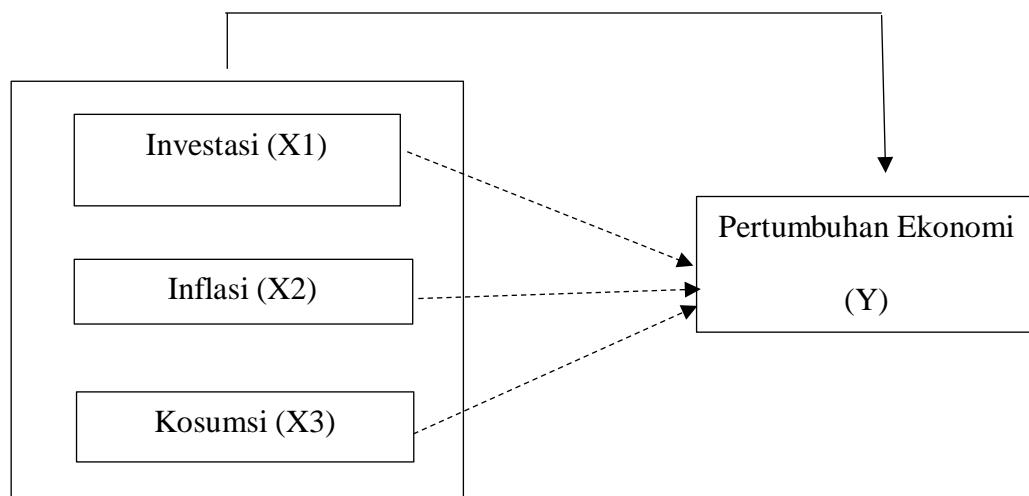 Investasi (X1)
Pertumbuhan Ekonomi
(Y)
Inflasi (X2)
Kosumsi (X3)